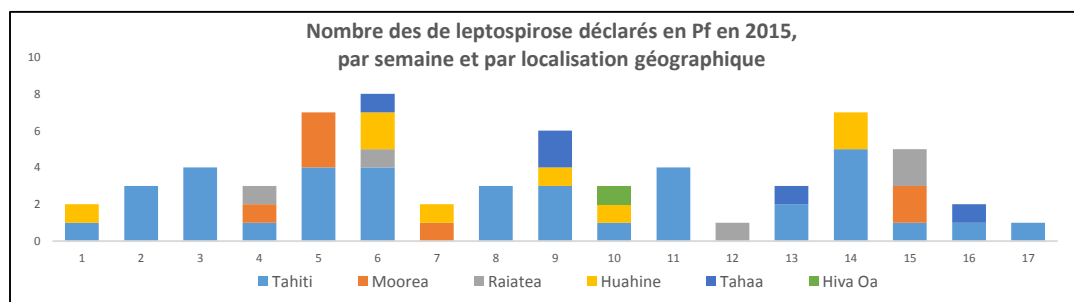 Nombre des de leptospirose déclarés en Pf en 2015,
par semaine et par localisation géographique
10
8
6
4
2
0
1 2 3 4 5 6 7 8 9 10 11 12 13 14 15 16 17
Tahiti Moorea Raiatea Huahine Tahaa Hiva Oa